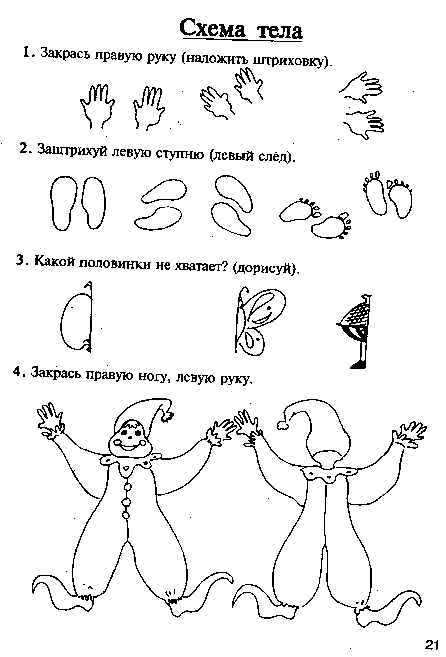 Схема тела
1. Закрась правую руку (наложить штриховку).
2. Заштрихуй левую ступню (левый след).
3. Какой половинки не хватает? (дорисуй).
4. Закрась правую ногу, левую руку.
21